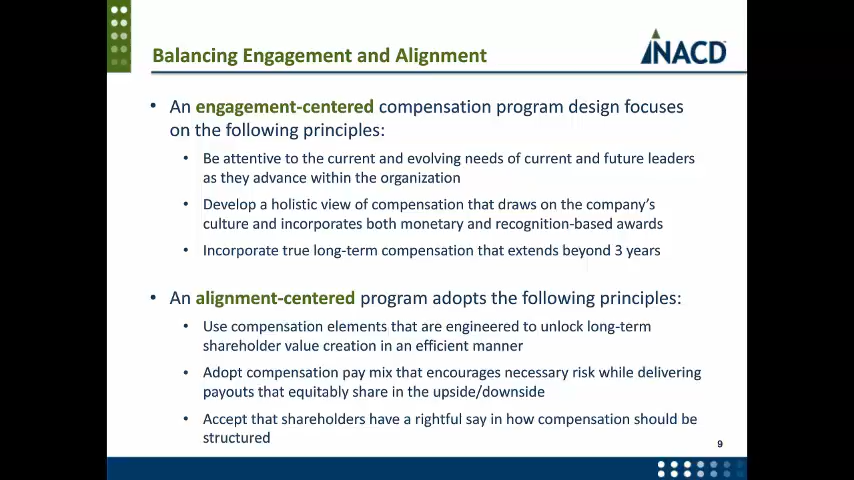 Balancing Engagement and Alignment
NACD
• An engagement-centered compensation program design focuses
on the following principles:
• Be attentive to the current and evolving needs of current and future leaders
as they advance within the organization
• Develop a holistic view of compensation that draws on the company's
culture and incorporates both monetary and recognition-based awards
• Incorporate true long-term compensation that extends beyond 3 years
• An alignment-centered program adopts the following principles:
• Use compensation elements that are engineered to unlock long-term
shareholder value creation in an efficient manner
• Adopt compensation pay mix that encourages necessary risk while delivering
payouts that equitably share in the upside/downside
• Accept that shareholders have a rightful say in how compensation should be
structured
9